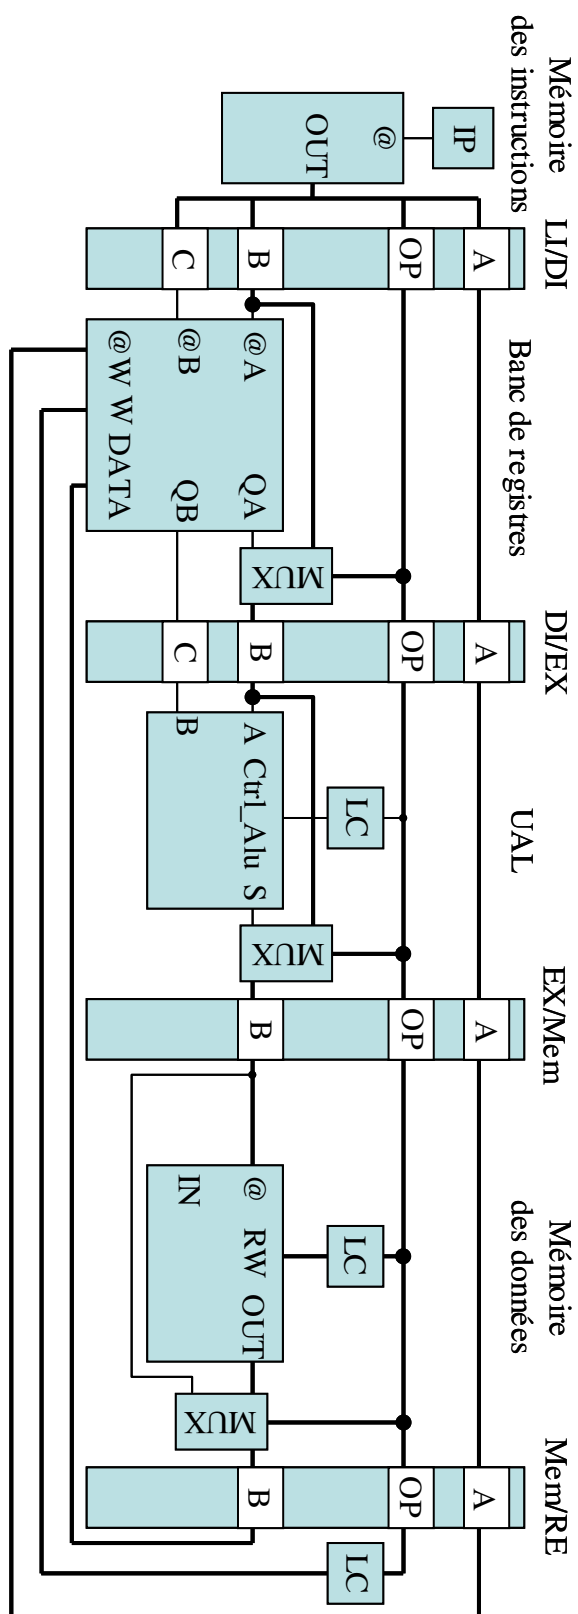 Mémoire
des instructions
LI/DI
Banc de registres
DI/EX
UAL
EX/Mem
Mémoire
des données
Mem/RE
IP
@
OUT
A
OP
B
C
@A
@B
@W W DATA
QA
QB
MUX
A
OP
B
C
LC
A Ctrl_Alu S
B
MUX
A
OP
B
LC
@ RW OUT
IN
MUX
A
OP
B
LC